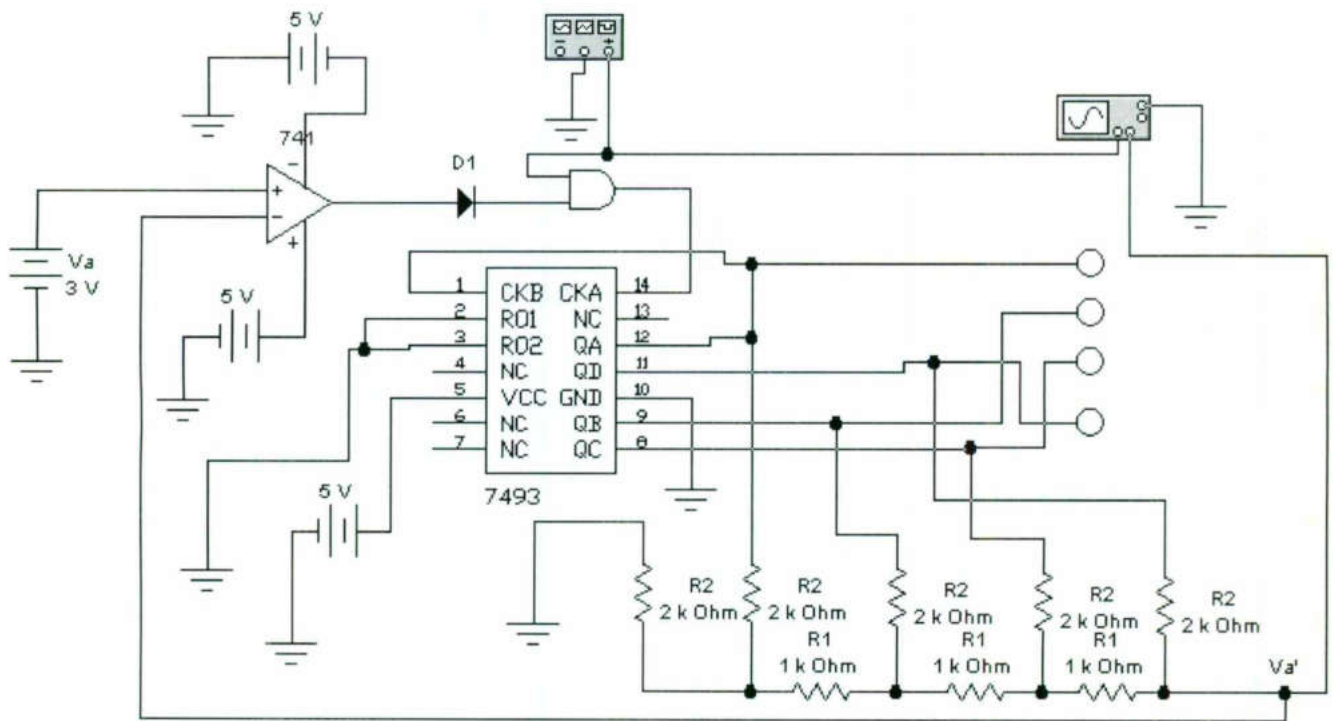 5 V
741
−
+
−
+
− +
D1
Va
3 V
5 V
1 CKB CKA 14
2 RO1 NC 13
3 RO2 QA 12
4 NC QD 11
5 VCC GND 10
6 NC QB 9
7 NC QC 8
7493
5 V
R2
2 k Ohm
R2
2 k Ohm
R2
2 k Ohm
R2
2 k Ohm
R2
2 k Ohm
R1
1 k Ohm
R1
1 k Ohm
R1
1 k Ohm
Va'